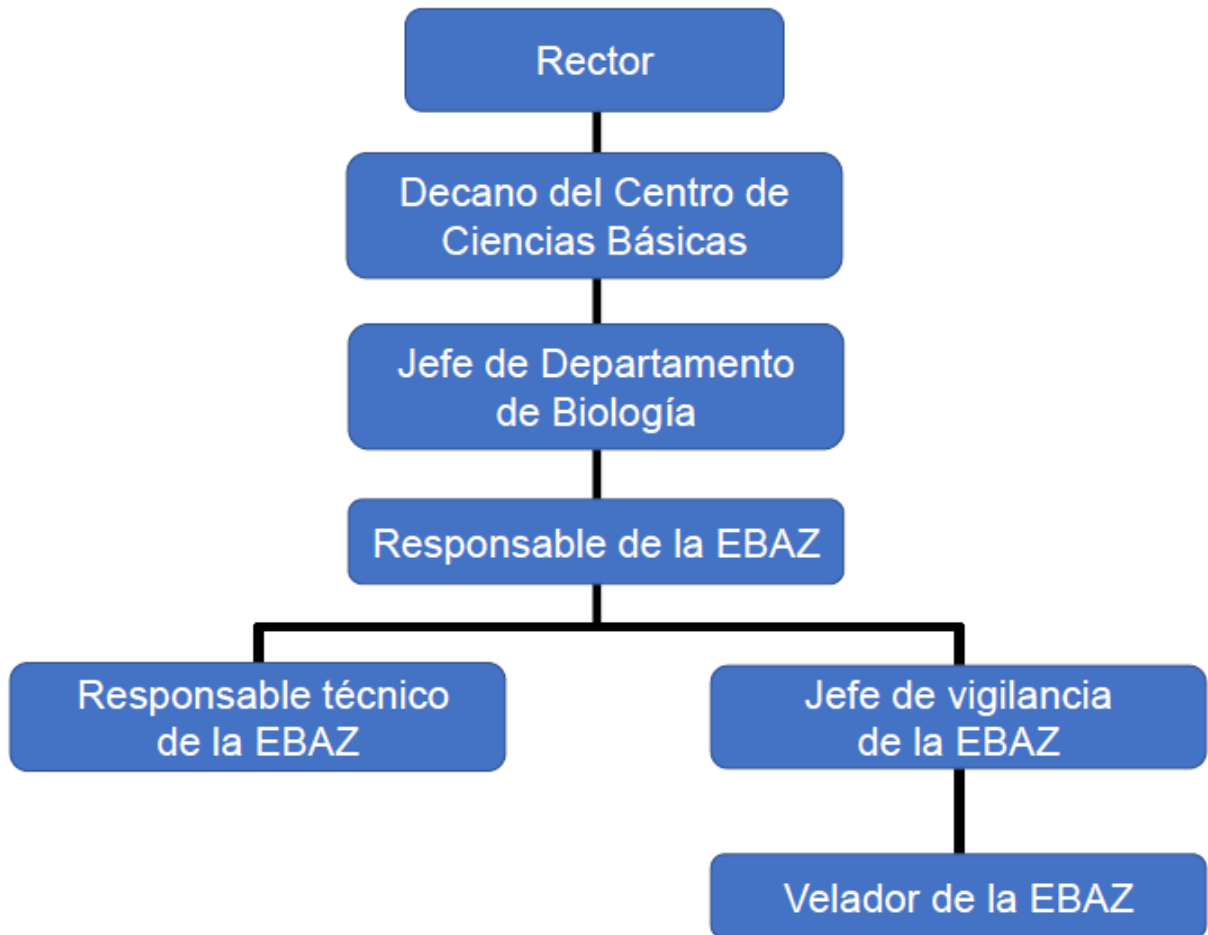 Rector
Decano del Centro de
Ciencias Básicas
Jefe de Departamento
de Biología
Responsable de la EBAZ
Responsable técnico
de la EBAZ
Jefe de vigilancia
de la EBAZ
Velador de la EBAZ